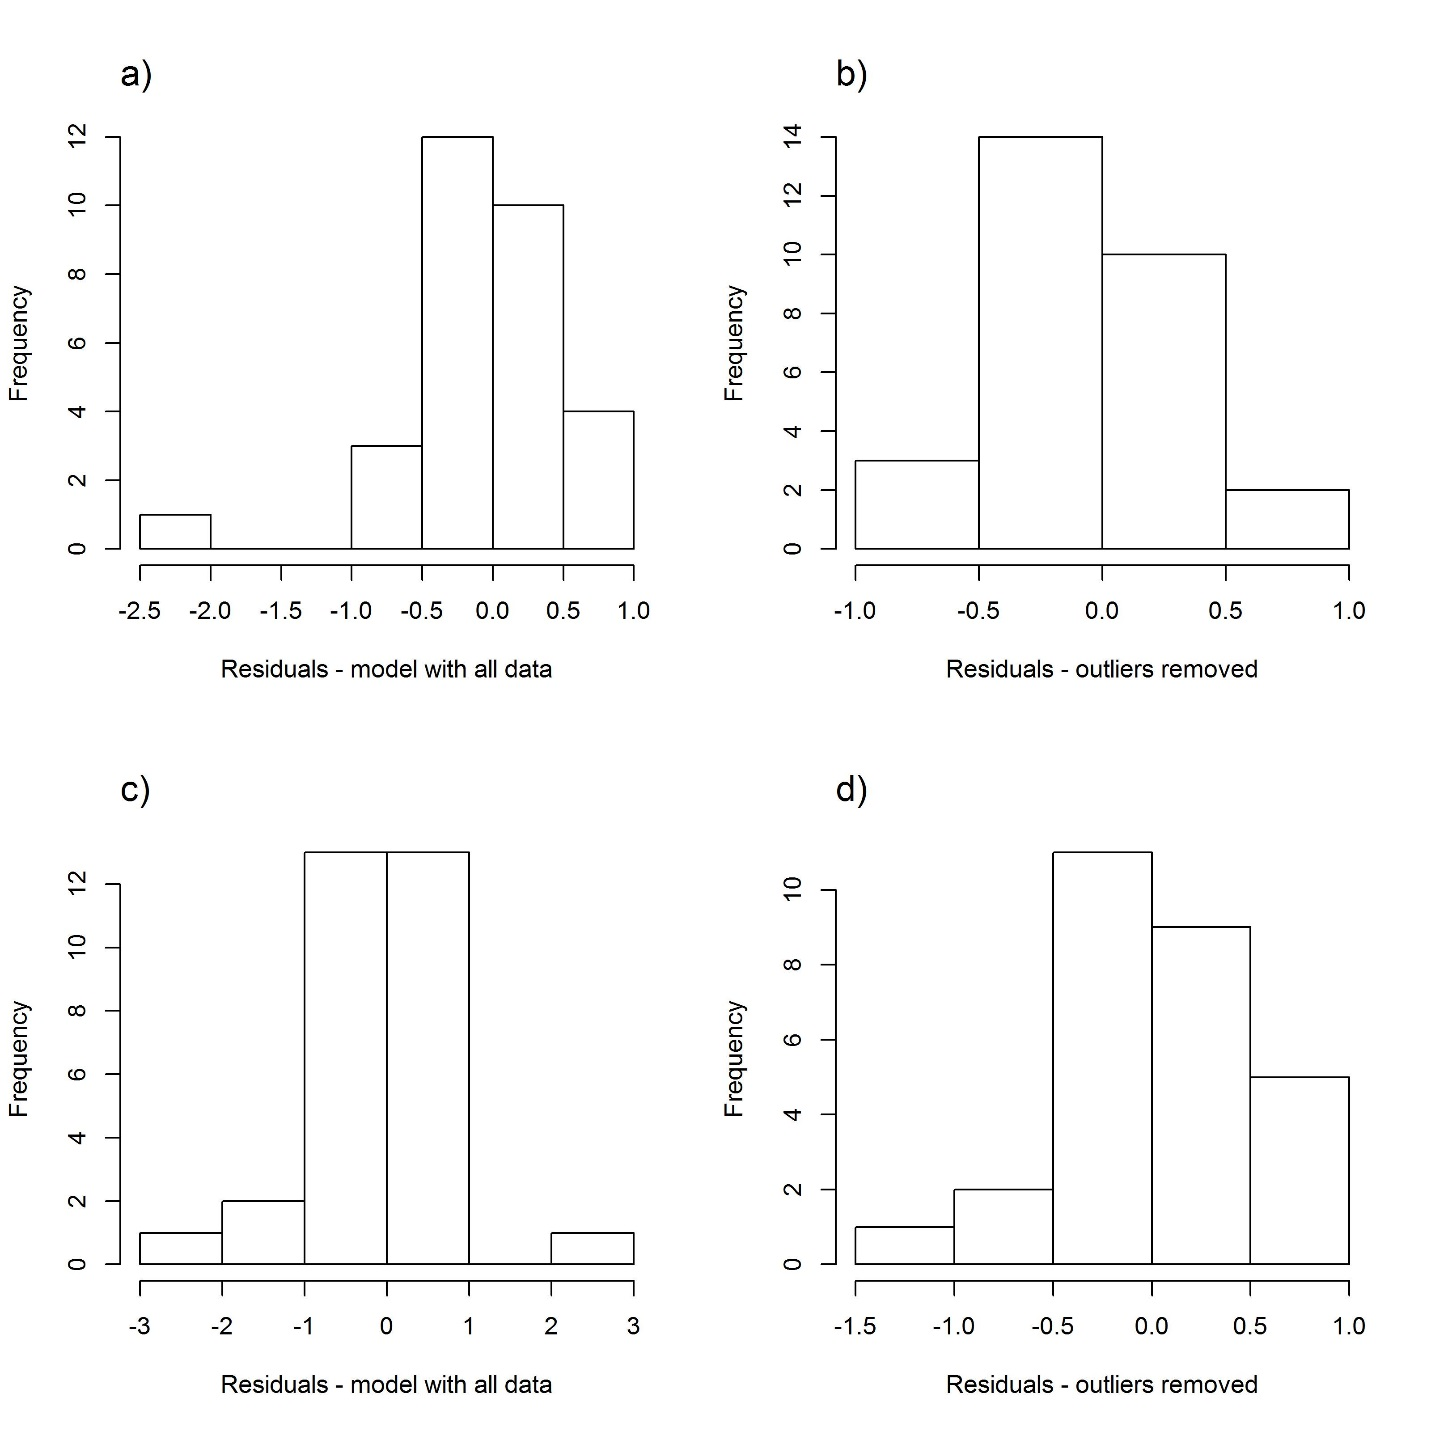 a)
12
10
8
6
4
2
0
Frequency
-2.5 -2.0 -1.5 -1.0 -0.5 0.0 0.5 1.0
Residuals - model with all data
b)
14
12
10
8
6
4
2
0
Frequency
-1.0 -0.5 0.0 0.5 1.0
Residuals - outliers removed
c)
12
10
8
6
4
2
0
Frequency
-3 -2 -1 0 1 2 3
Residuals - model with all data
d)
10
8
6
4
2
0
Frequency
-1.5 -1.0 -0.5 0.0 0.5 1.0
Residuals - outliers removed